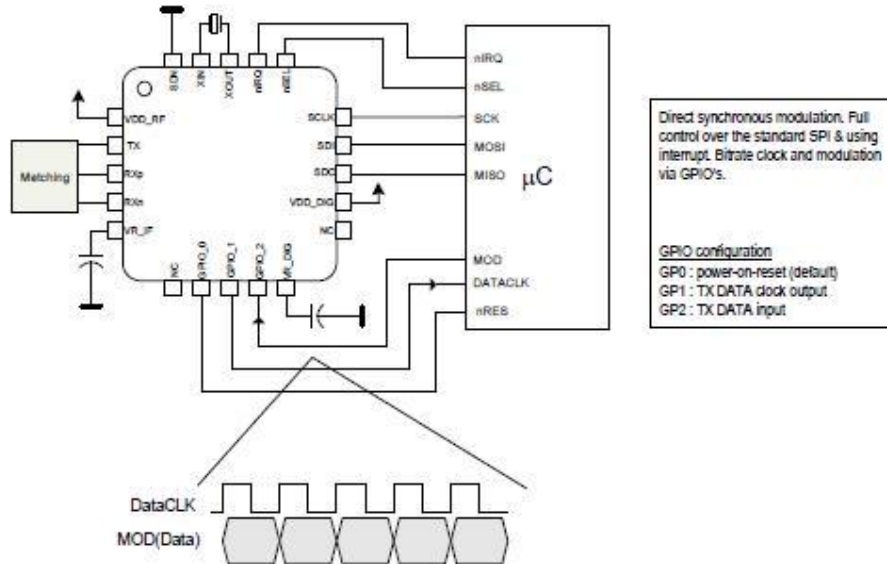 SDN
XIN
XOUT
nIRQ
nSEL
VDD_RF
TX
RXp
RXn
VR_IF
Metching
SCLK
SDI
SDO
VDD_DIG
NC
NC
GPIO_0
GPIO_1
GPIO_2
VR_DIG
nIRQ
nSEL
SCK
MOSI
MISO
μC
MOD
DATACLK
nRES
Direct synchronous modulation. Full
control over the standard SPI & using
interrupt. Bitrate clock and modulation
via GPIO's.
GPIO configuration
GP0 : power-on-reset (default)
GP1 : TX DATA clock output
GP2 : TX DATA input
DataCLK
MOD(Data)